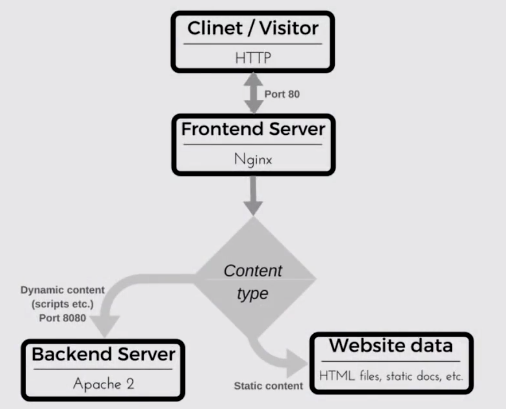 Clinet / Visitor
HTTP
Port 80
Frontend Server
Nginx
Content
type
Dynamic content
(scripts etc.)
Port 8080
Backend Server
Apache 2
Static content
Website data
HTML files, static docs, etc.